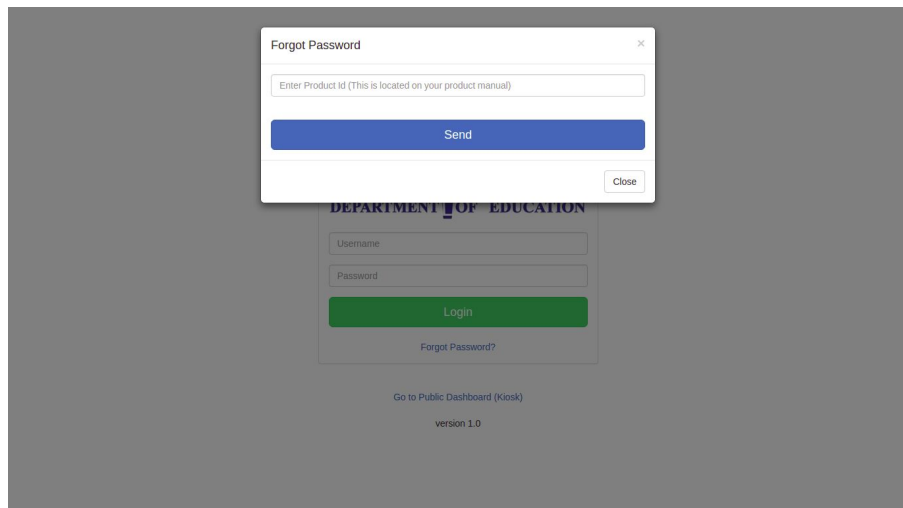 Forgot Password ×
Enter Product Id (This is located on your product manual)
Send
Close
DEPARTMENT OF EDUCATION
Username
Password
Login
Forgot Password?
Go to Public Dashboard (Kiosk)
version 1.0